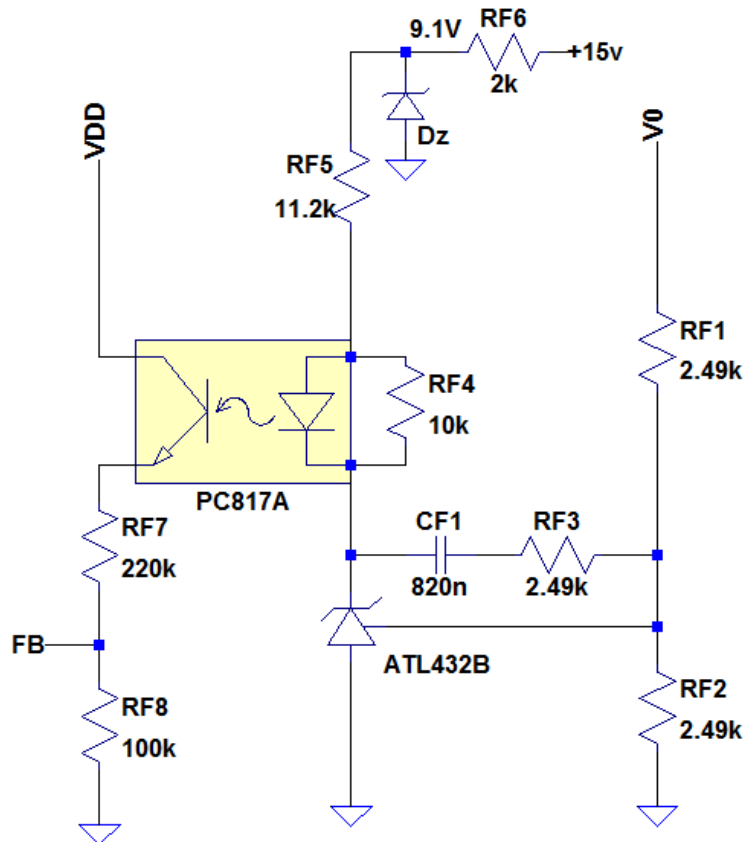 9.1V
RF6
+15v
2k
VDD
Dz
V0
RF5
11.2k
RF1
2.49k
RF4
10k
PC817A
RF7
220k
CF1
RF3
820n
2.49k
FB
ATL432B
RF2
2.49k
RF8
100k